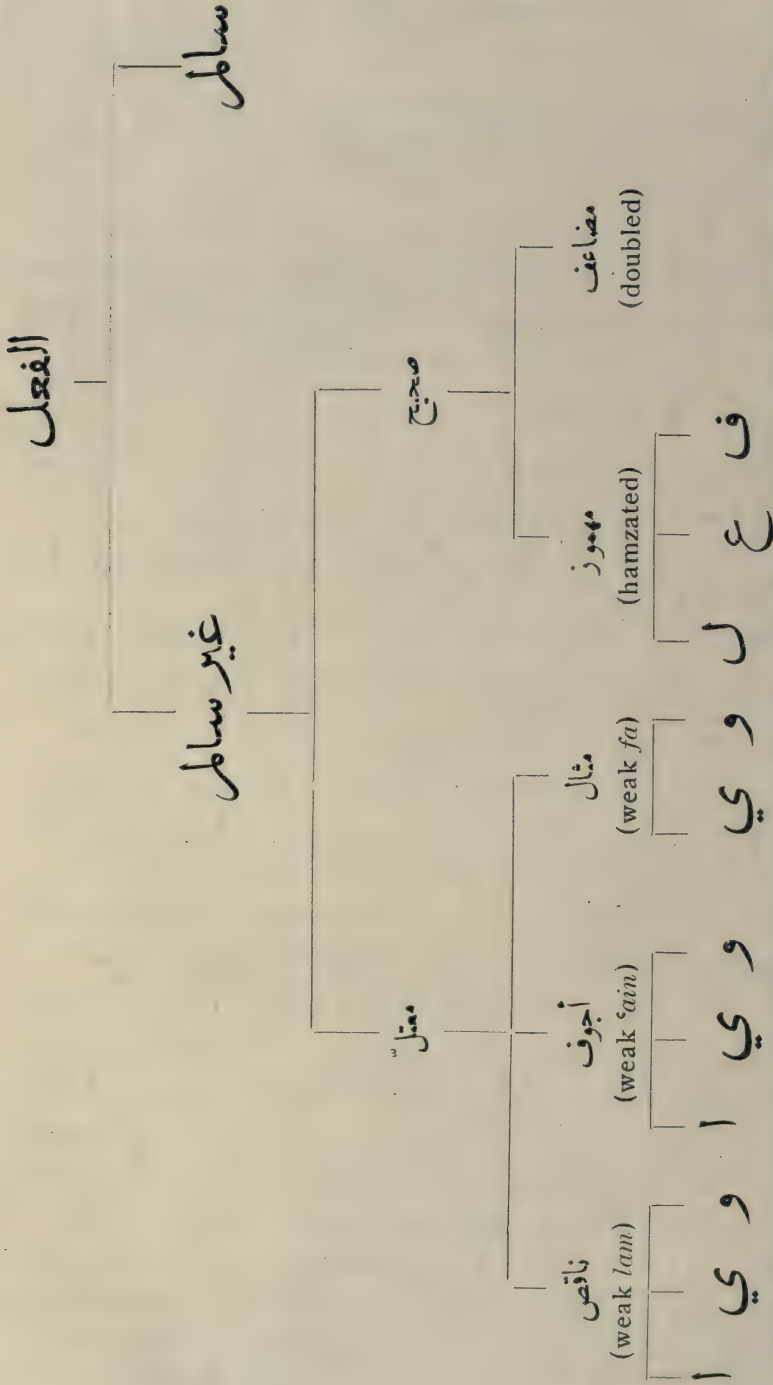 الفعل
سالم
غير سالم
صحيح
معتلّ
مضاعف
(doubled)
مهموز
(hamzated)
ف ع ل
مثال
(weak fa)
و ي
أجوف
(weak ʿain)
و ي ا
ناقص
(weak lam)
و ي ا